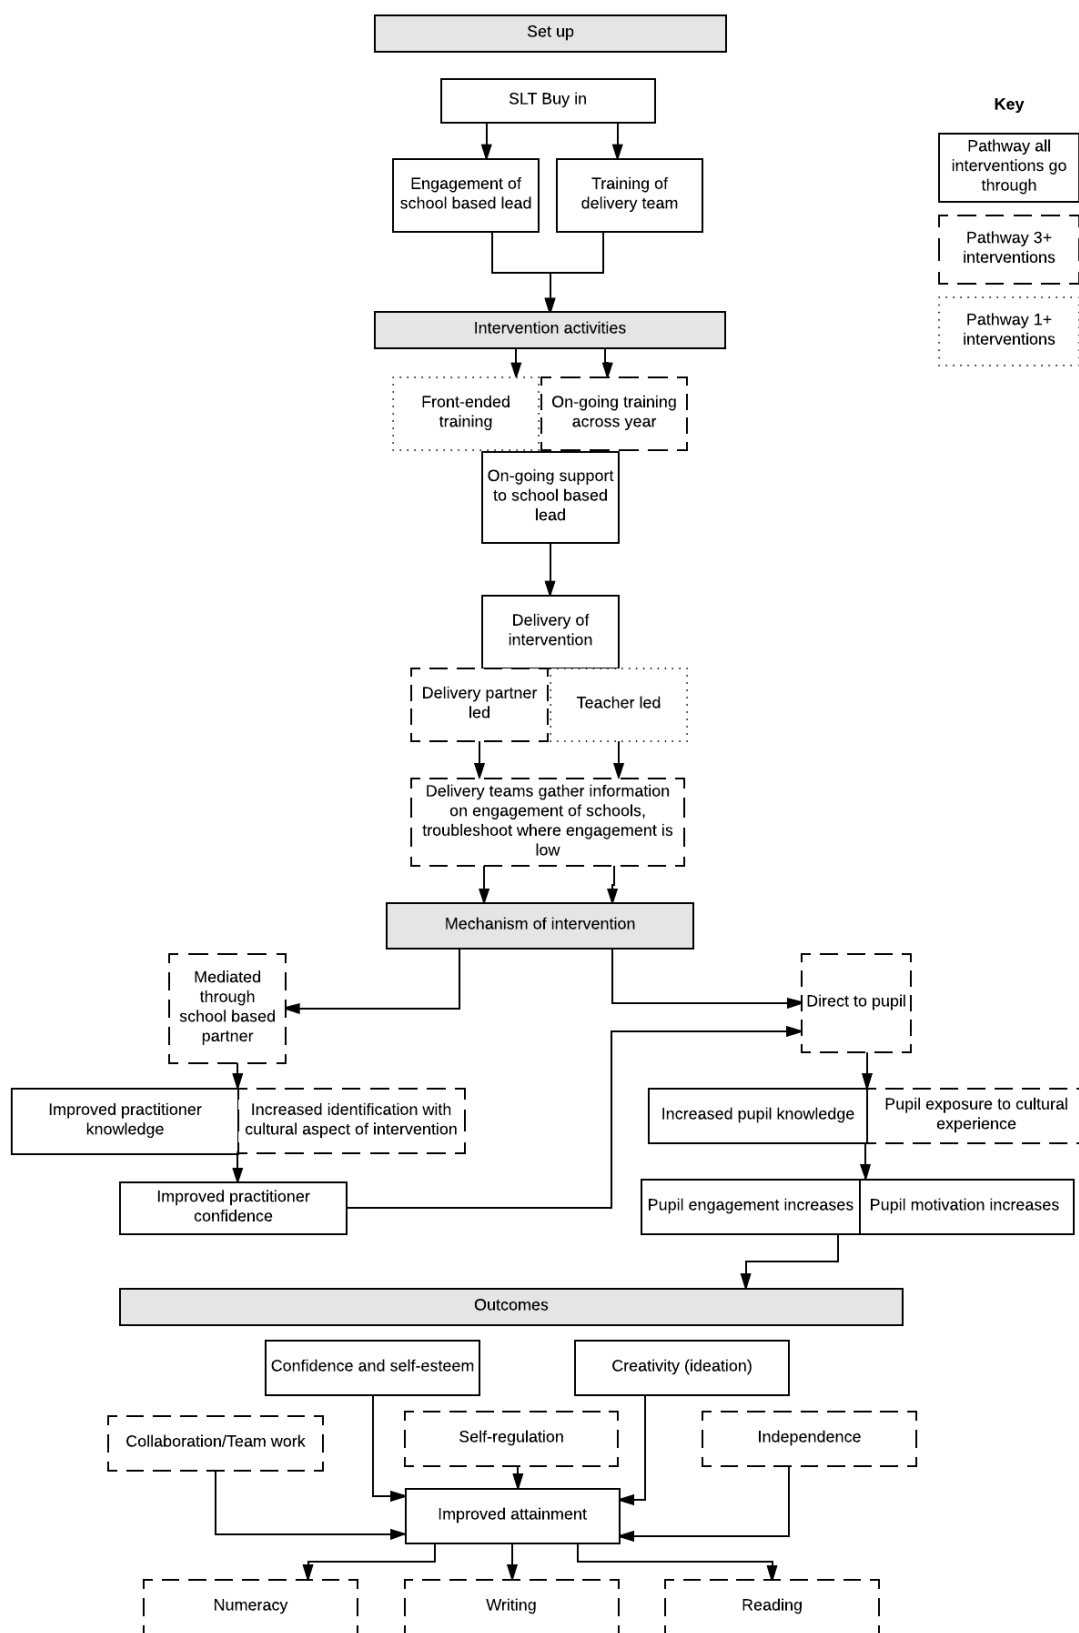 Set up
SLT Buy in
Key
Pathway all
interventions go
through
Engagement of
school based lead
Training of
delivery team
Pathway 3+
interventions
Pathway 1+
interventions
Intervention activities
Front-ended
training
On-going training
across year
On-going support
to school based
lead
Delivery of
intervention
Delivery partner
led
Teacher led
Delivery teams gather information
on engagement of schools,
troubleshoot where engagement is
low
Mechanism of intervention
Mediated
through
school based
partner
Direct to pupil
Improved practitioner
knowledge
Increased identification with
cultural aspect of intervention
Increased pupil knowledge
Pupil exposure to cultural
experience
Improved practitioner
confidence
Pupil engagement increases
Pupil motivation increases
Outcomes
Confidence and self-esteem
Creativity (ideation)
Collaboration/Team work
Self-regulation
Independence
Improved attainment
Numeracy
Writing
Reading